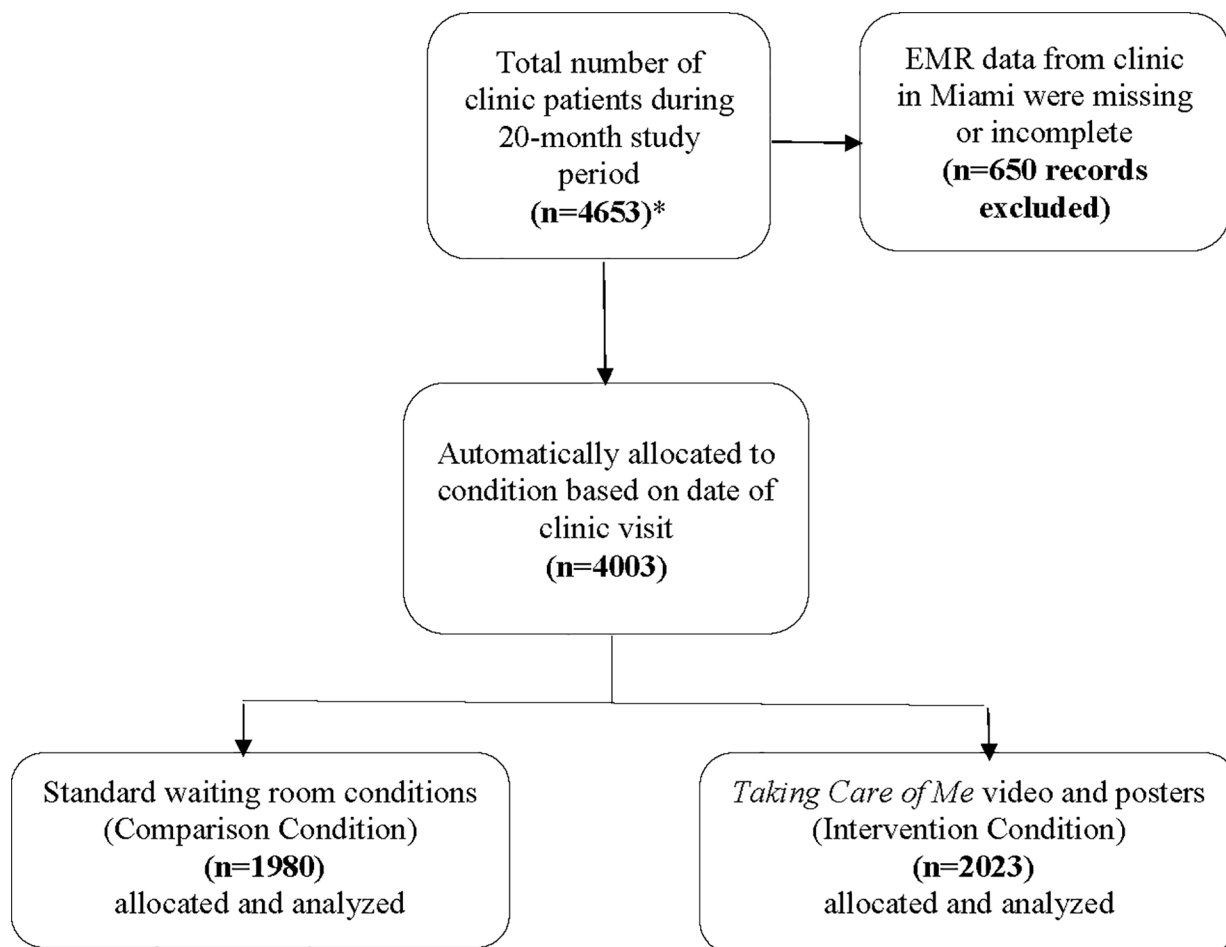 Total number of
clinic patients during
20-month study
period
(n=4653)*
EMR data from clinic
in Miami were missing
or incomplete
(n=650 records
excluded)
Automatically allocated to
condition based on date of
clinic visit
(n=4003)
Standard waiting room conditions
(Comparison Condition)
(n=1980)
allocated and analyzed
Taking Care of Me video and posters
(Intervention Condition)
(n=2023)
allocated and analyzed